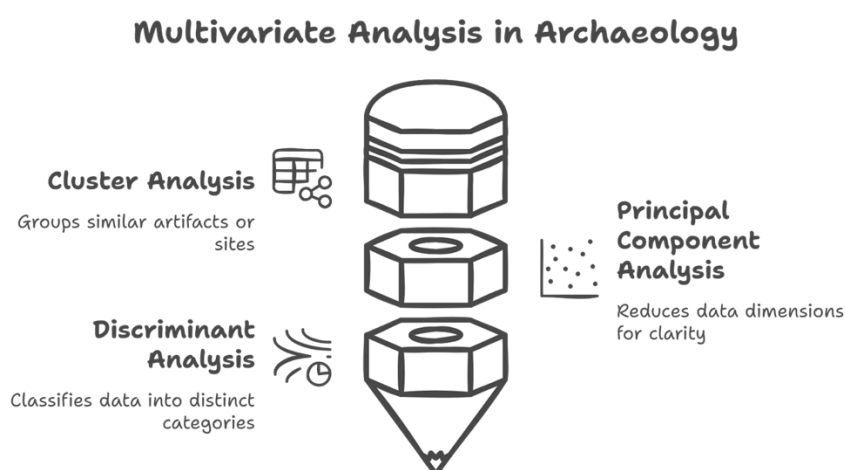 Multivariate Analysis in Archaeology
Cluster Analysis
Groups similar artifacts or
sites
Principal
Component
Analysis
Reduces data dimensions
for clarity
Discriminant
Analysis
Classifies data into distinct
categories